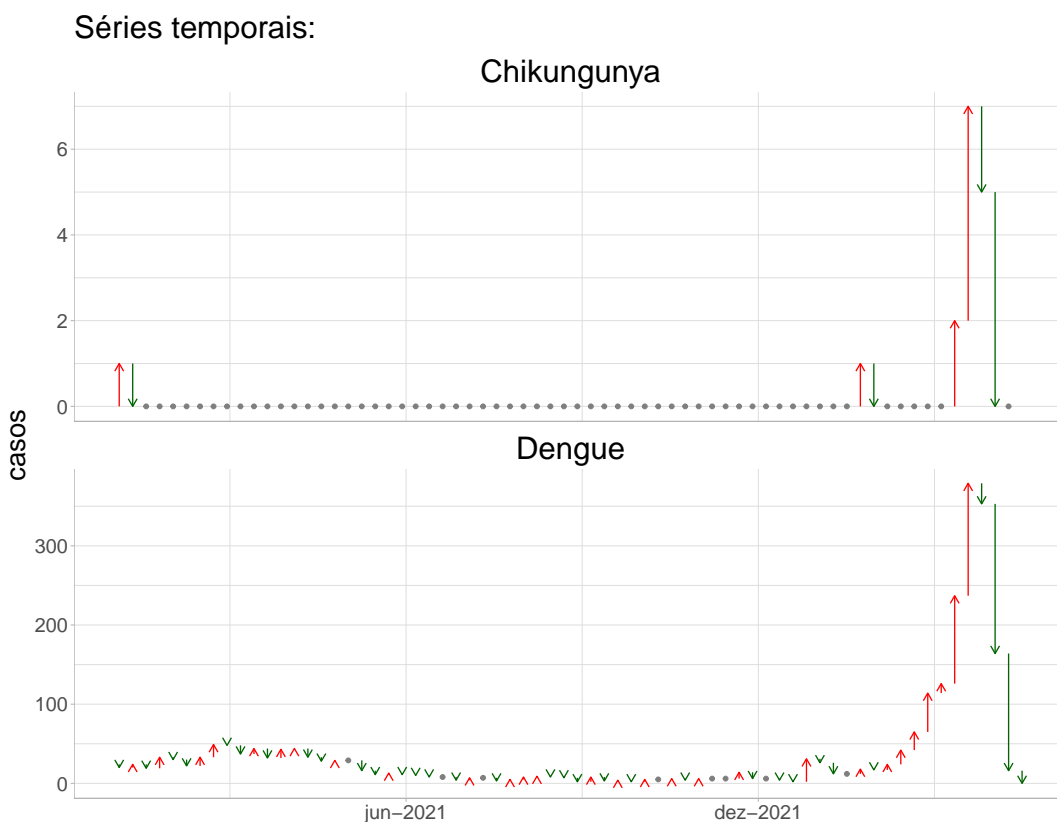 Séries temporais:
Chikungunya
6
4
2
0
casos
Dengue
300
200
100
0
jun−2021
dez−2021